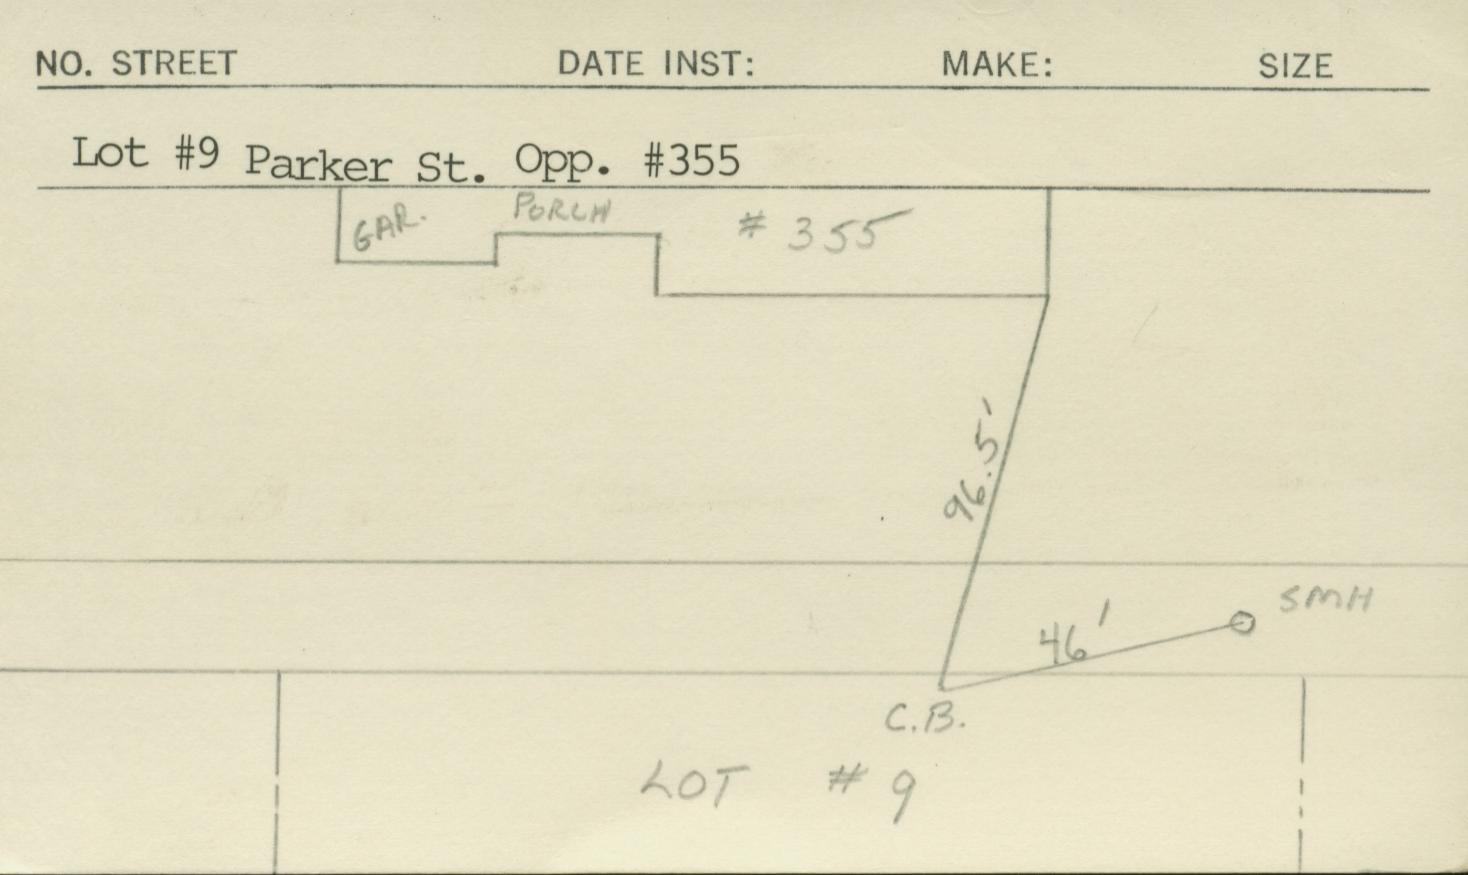 NO. STREET DATE INST: MAKE: SIZE
Lot #9 Parker St. Opp. #355
GAR. PORCH # 355
96.5'
46' SMH
C.B.
LOT # 9